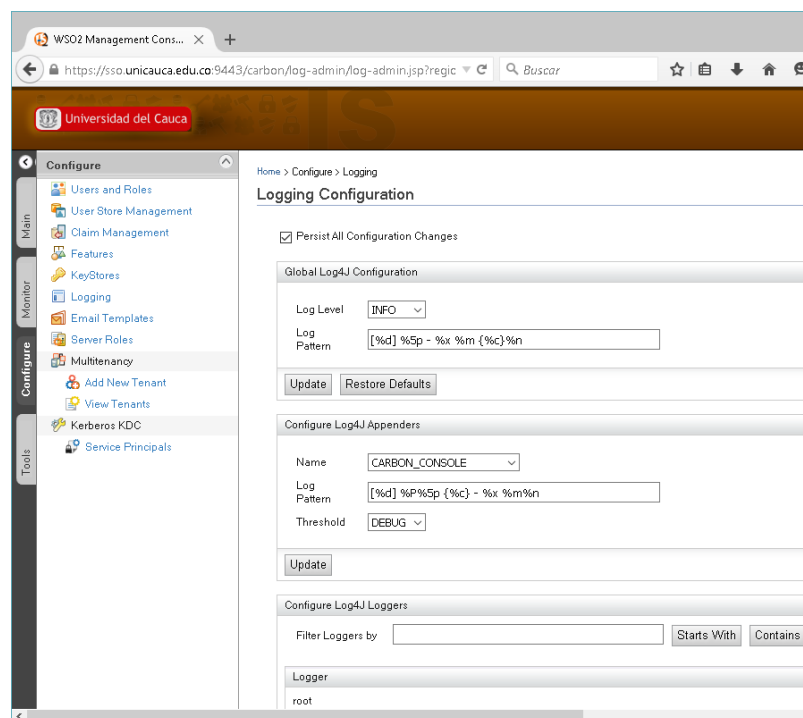 WSO2 Management Cons...
https://sso.unicauca.edu.co:9443/carbon/log-admin/log-admin.jsp?regic
Buscar
Universidad del Cauca
IS
Configure
Users and Roles
User Store Management
Claim Management
Features
KeyStores
Logging
Email Templates
Server Roles
Multitenancy
Add New Tenant
View Tenants
Kerberos KDC
Service Principals
Main
Monitor
Configure
Tools
Home > Configure > Logging
Logging Configuration
Persist All Configuration Changes
Global Log4J Configuration
Log Level INFO
Log Pattern [%d] %5p - %x %m {%c}%n
Update Restore Defaults
Configure Log4J Appenders
Name CARBON_CONSOLE
Log Pattern [%d] %P%5p {%c} - %x %m%n
Threshold DEBUG
Update
Configure Log4J Loggers
Filter Loggers by Starts With Contains
Logger
root